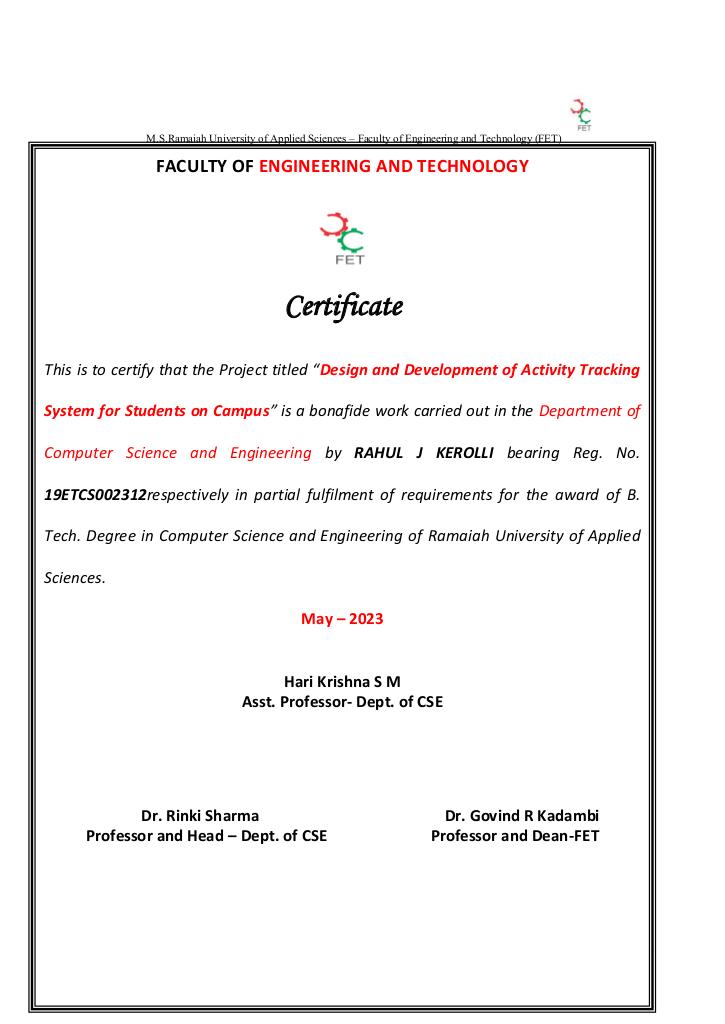 FET
M.S.Ramaiah University of Applied Sciences – Faculty of Engineering and Technology (FET)
FACULTY OF ENGINEERING AND TECHNOLOGY
FET
Certificate
This is to certify that the Project titled “Design and Development of Activity Tracking
System for Students on Campus” is a bonafide work carried out in the Department of
Computer Science and Engineering by RAHUL J KEROLLI bearing Reg. No.
19ETCS002312respectively in partial fulfilment of requirements for the award of B.
Tech. Degree in Computer Science and Engineering of Ramaiah University of Applied
Sciences.
May – 2023
Hari Krishna S M
Asst. Professor- Dept. of CSE
Dr. Rinki Sharma
Professor and Head – Dept. of CSE
Dr. Govind R Kadambi
Professor and Dean-FET